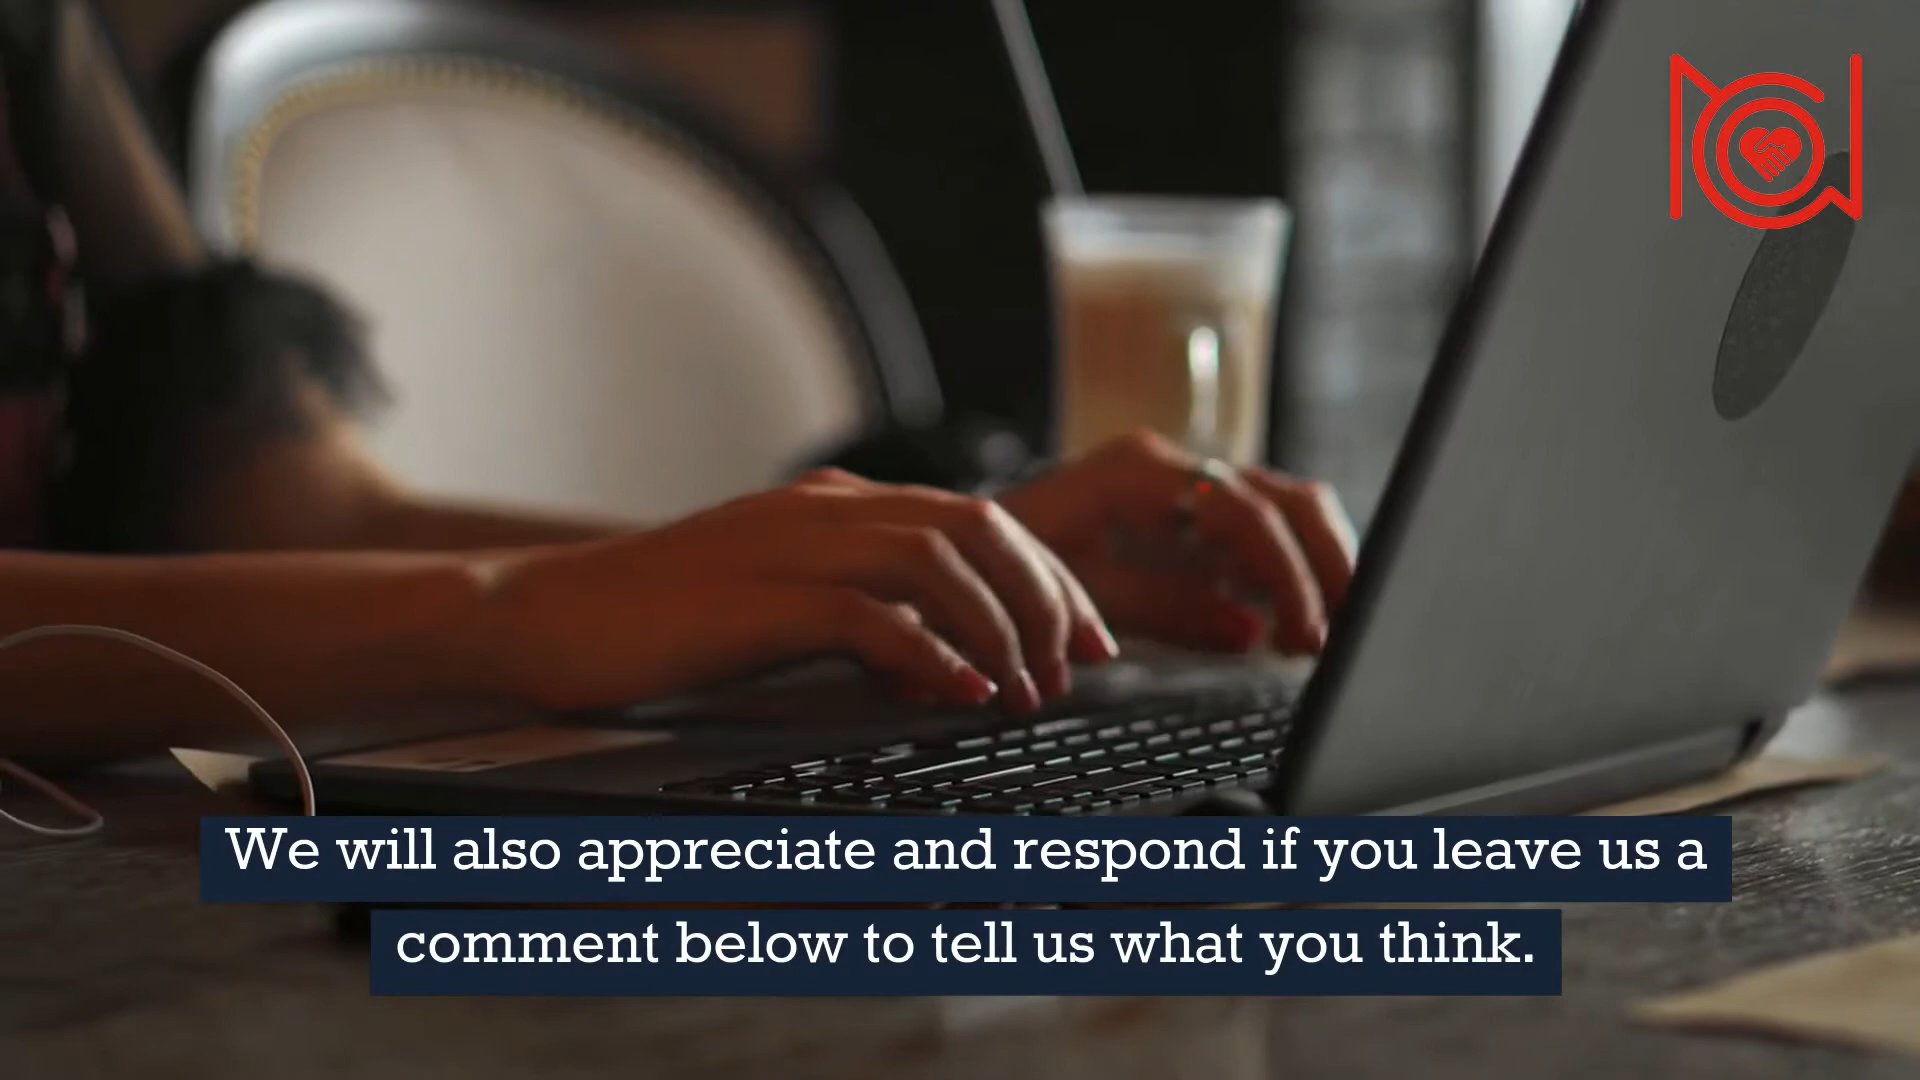 We will also appreciate and respond if you leave us a
comment below to tell us what you think.